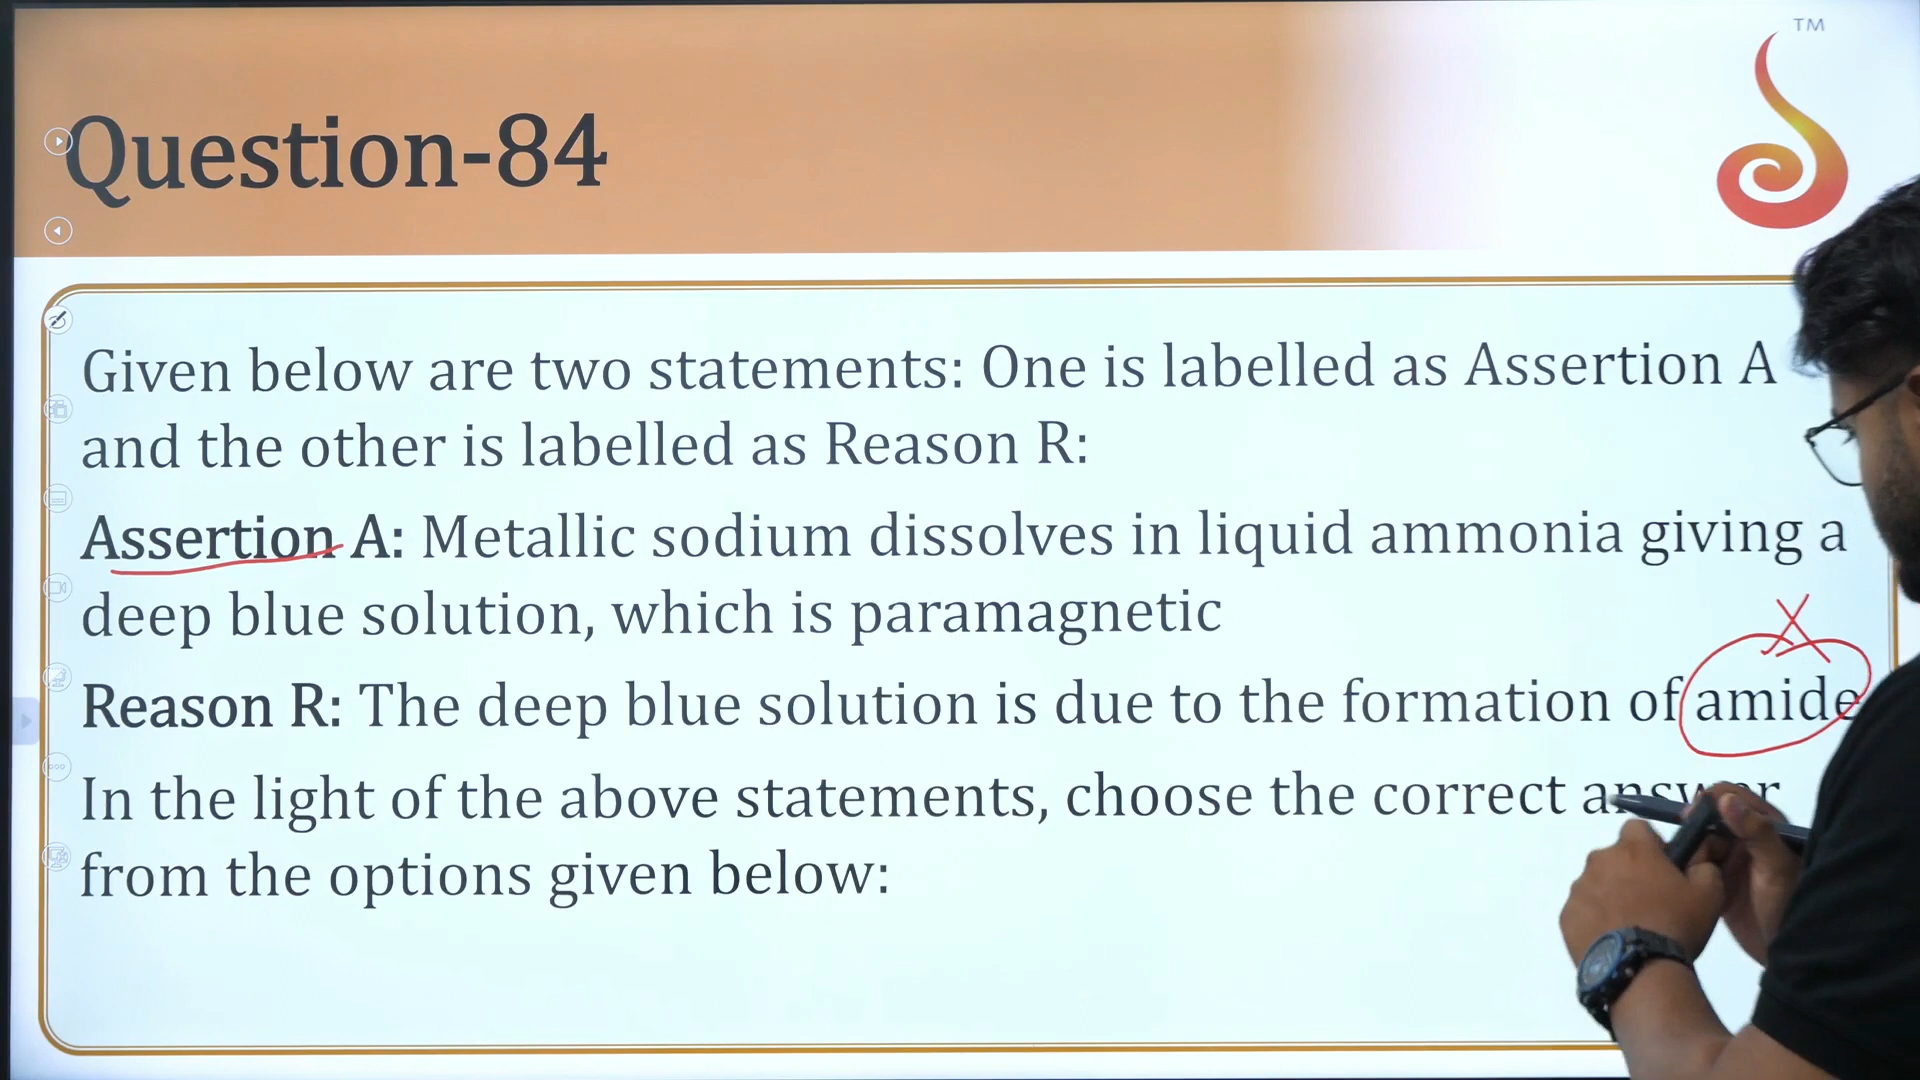 TM
Question-84
Given below are two statements: One is labelled as Assertion A
and the other is labelled as Reason R:
Assertion A: Metallic sodium dissolves in liquid ammonia giving a
deep blue solution, which is paramagnetic
Reason R: The deep blue solution is due to the formation of amide
In the light of the above statements, choose the correct answer
from the options given below: